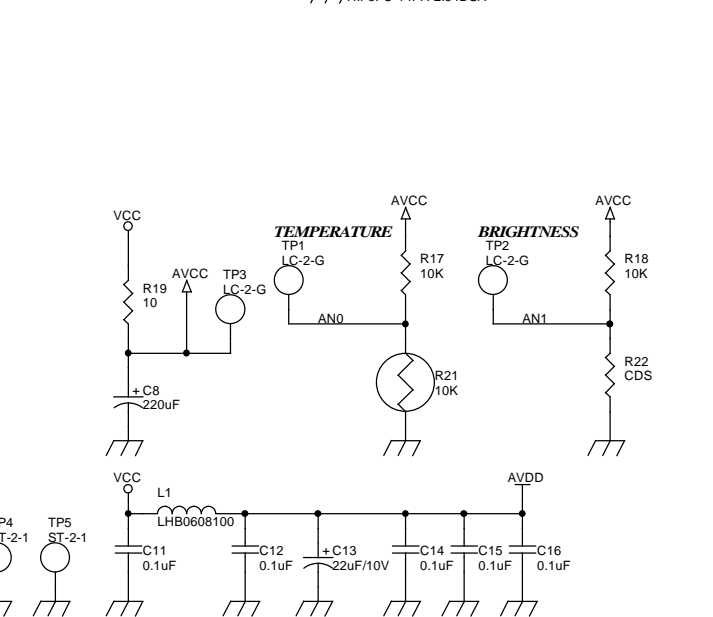 AVCC
AVCC
VCC
TEMPERATURE
BRIGHTNESS
TP1
LC-2-G
TP2
LC-2-G
R17
10K
R18
10K
AVCC
TP3
LC-2-G
R19
10
AN0
AN1
R22
CDS
R21
10K
+ C8
220uF
VCC
L1
LHB0608100
AVDD
TP5
ST-2-1
C11
0.1uF
C12
0.1uF
+ C13
22uF/10V
C14
0.1uF
C15
0.1uF
C16
0.1uF